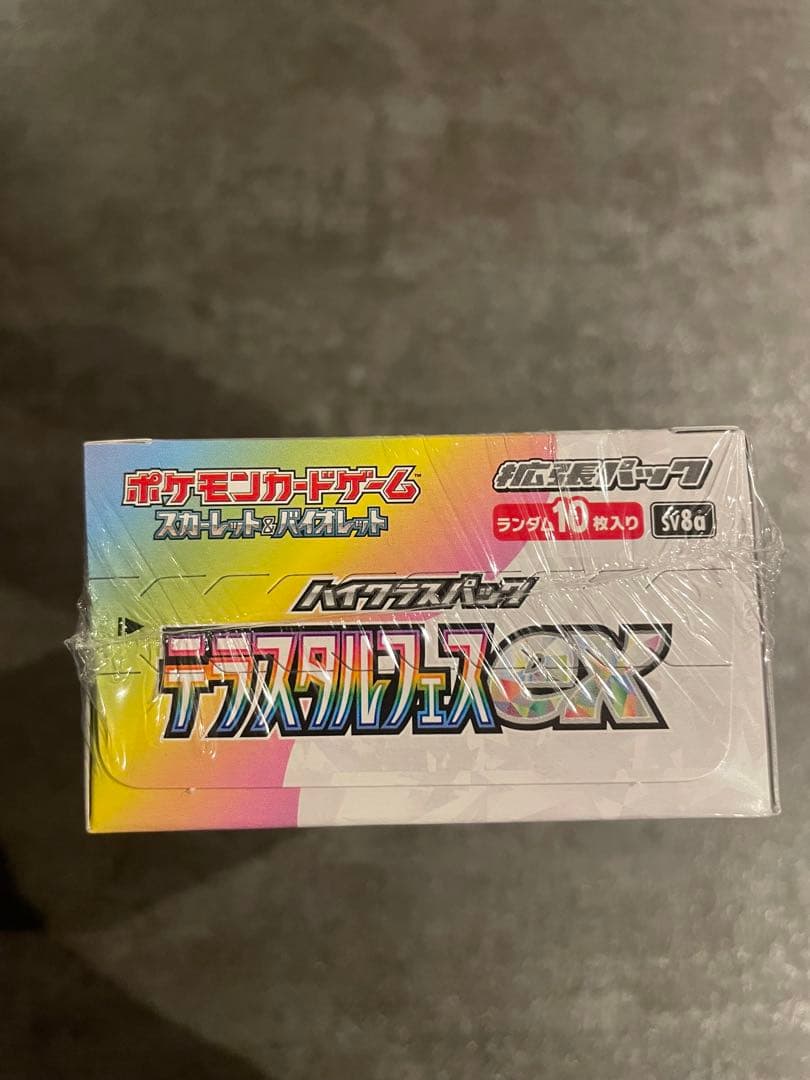 ポケモンカードゲーム™
スカーレット&バイオレット
拡張パック
ランダム10枚入り
SV8a
ハイクラスパック
テラスタルフェスex